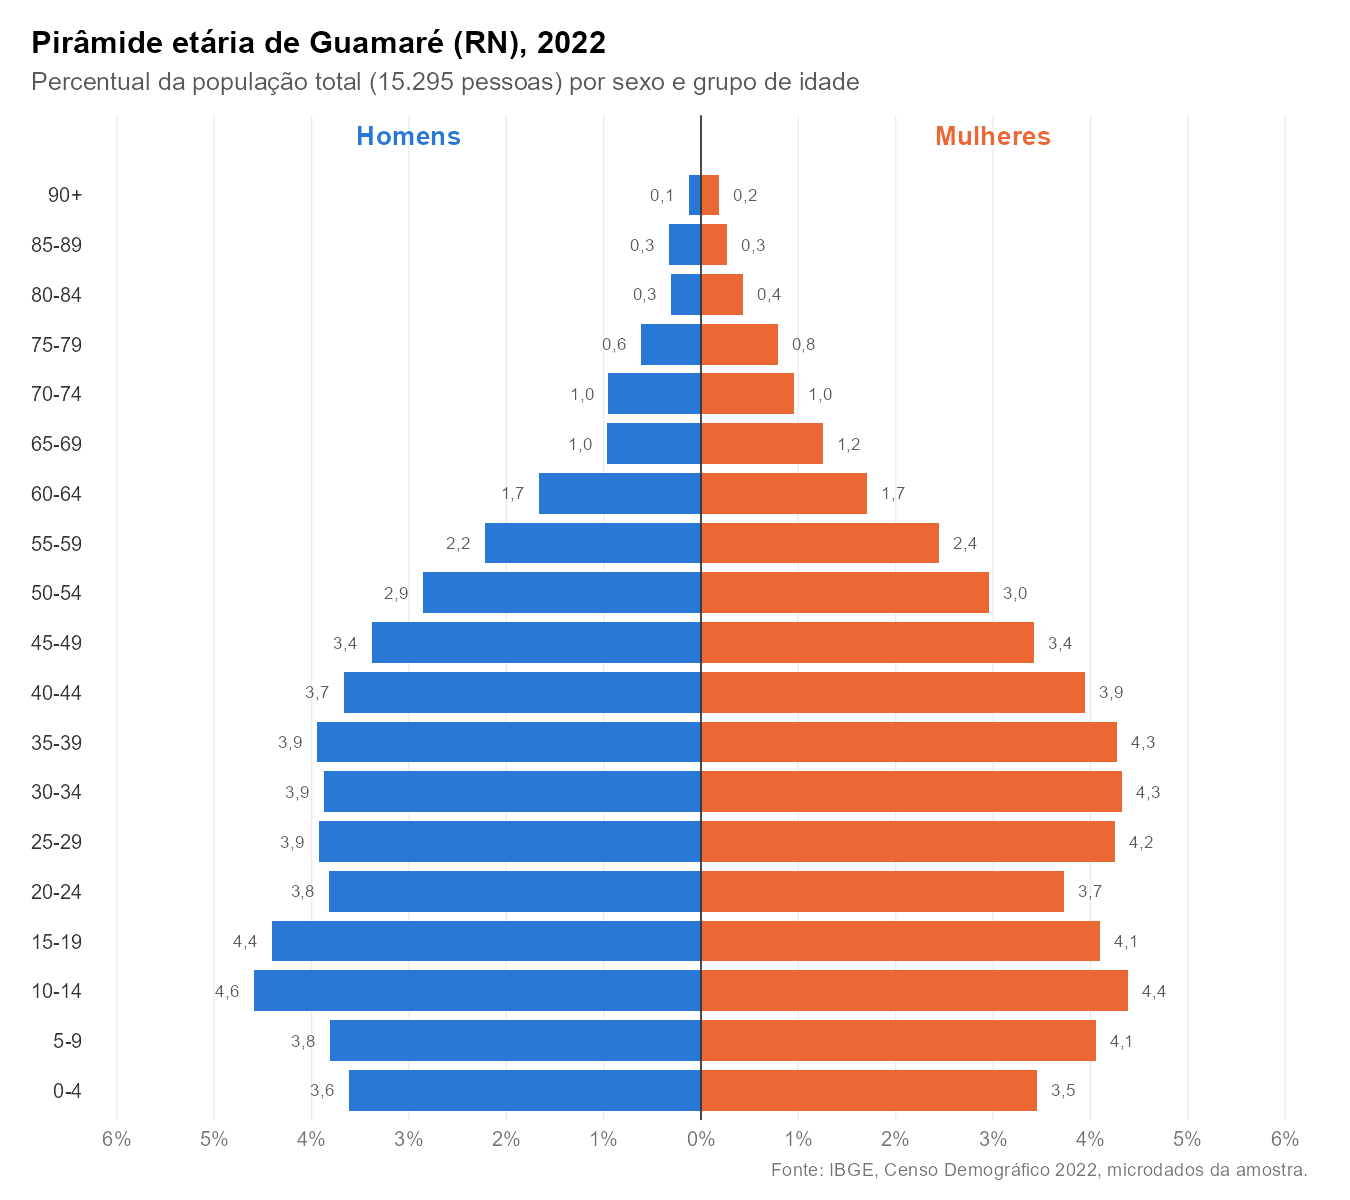 Pirâmide etária de Guamaré (RN), 2022
Percentual da população total (15.295 pessoas) por sexo e grupo de idade
Homens Mulheres
90+ 0,1 0,2
85-89 0,3 0,3
80-84 0,3 0,4
75-79 0,6 0,8
70-74 1,0 1,0
65-69 1,0 1,2
60-64 1,7 1,7
55-59 2,2 2,4
50-54 2,9 3,0
45-49 3,4 3,4
40-44 3,7 3,9
35-39 3,9 4,3
30-34 3,9 4,3
25-29 3,9 4,2
20-24 3,8 3,7
15-19 4,4 4,1
10-14 4,6 4,4
5-9 3,8 4,1
0-4 3,6 3,5
6% 5% 4% 3% 2% 1% 0% 1% 2% 3% 4% 5% 6%
Fonte: IBGE, Censo Demográfico 2022, microdados da amostra.